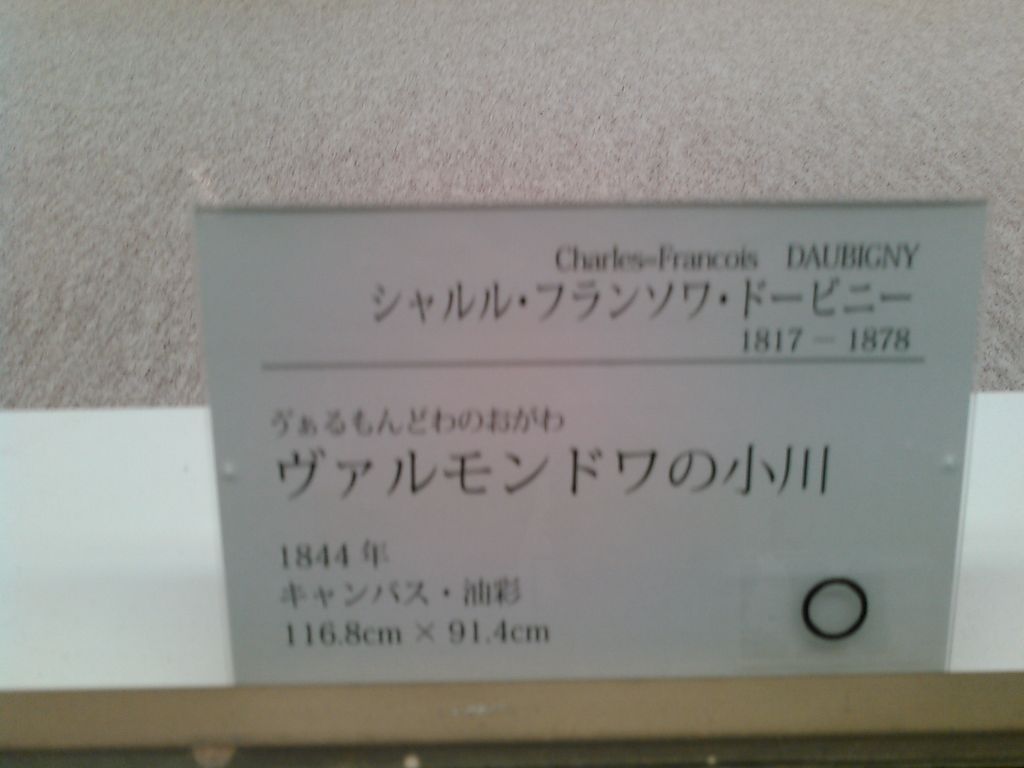 Charles-Francois DAUBIGNY
シャルル・フランソワ・ドービニー
1817 － 1878
ゔぁるもんどわのおがわ
ヴァルモンドワの小川
1844 年
キャンバス・油彩
116.8cm × 91.4cm